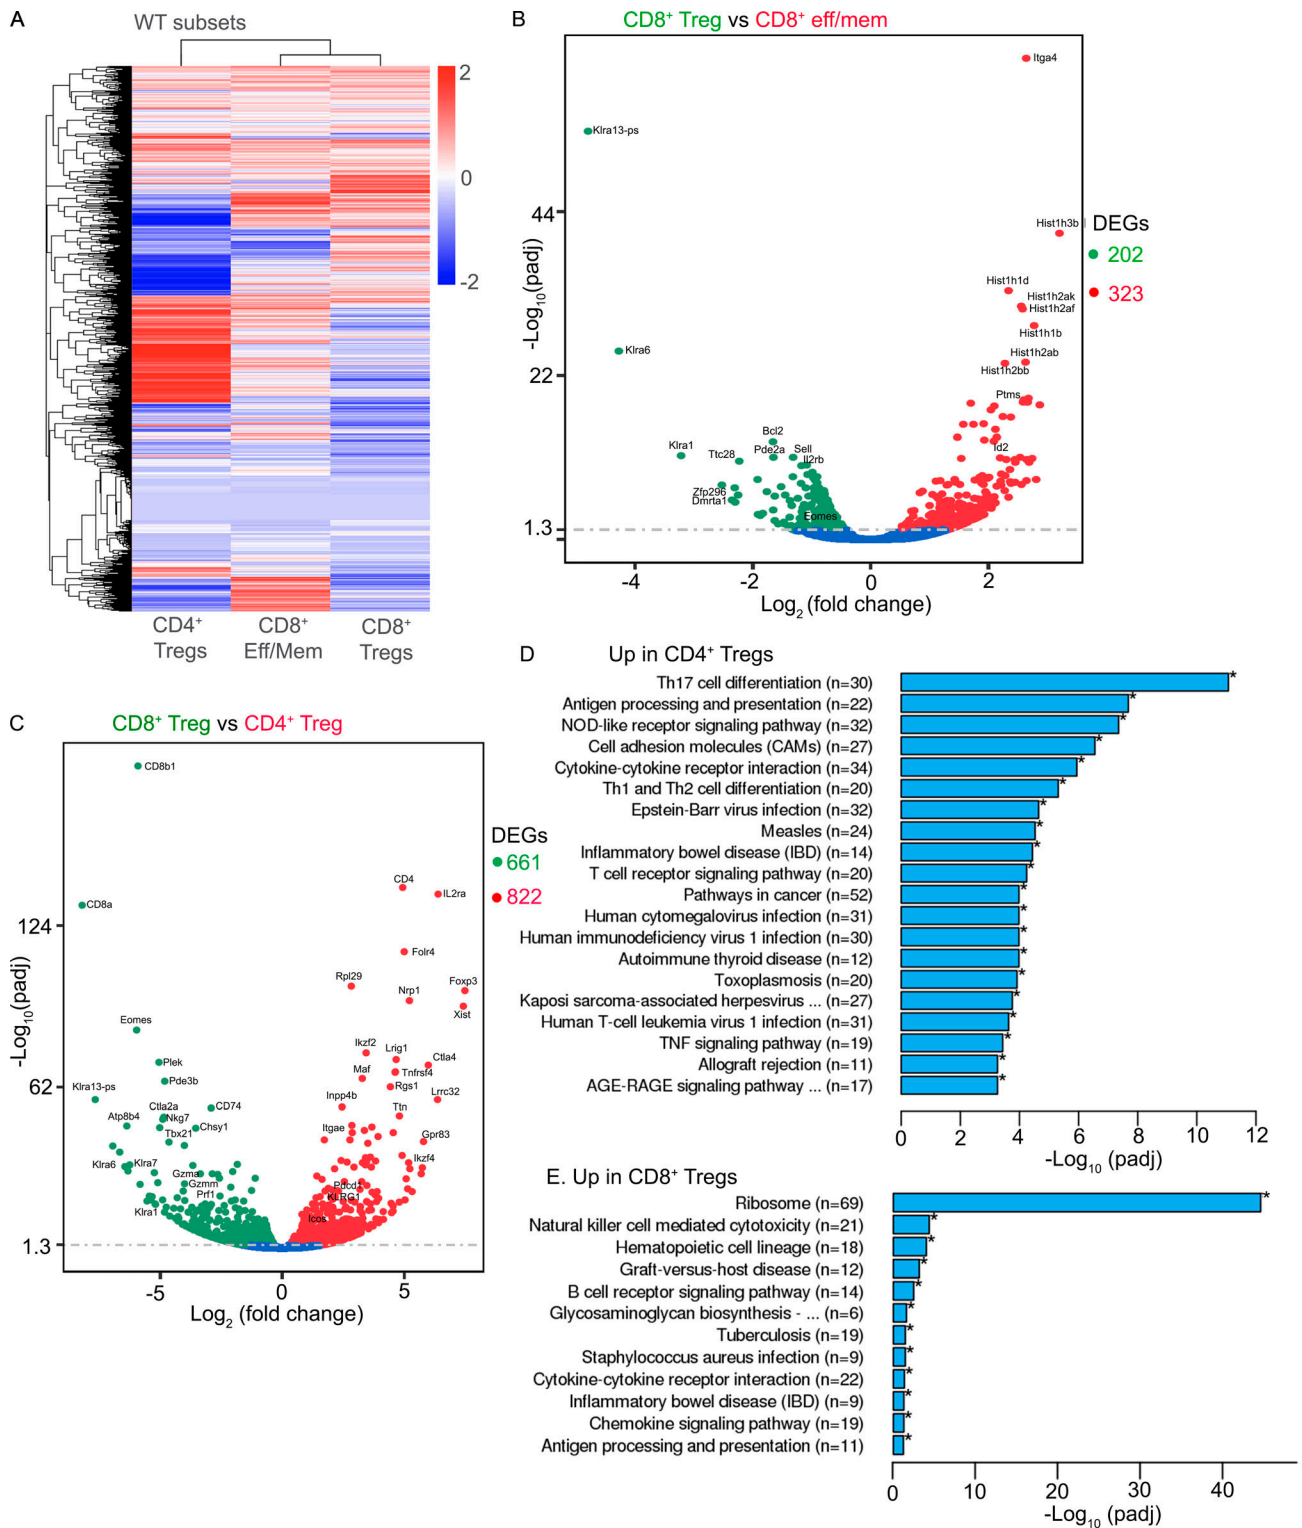 A
WT subsets
2
0
-2
CD4⁺
Tregs
CD8⁺
Eff/Mem
CD8⁺
Tregs
B
CD8⁺ Treg vs CD8⁺ eff/mem
Itga4
Klra13-ps
44
Hist1h3b
DEGs
202
323
Hist1h1d
Hist1h2ak
Hist1h2af
Hist1h1b
Klra6
Hist1h2ab
Hist1h2bb
22
Ptms
Bcl2
Klra1
Ttc28
Pde2a
Sell
Id2
Il2rb
Zfp296
Dmrta1
Eomes
1.3
-Log₁₀(padj)
-4
-2
0
2
Log₂ (fold change)
C
CD8⁺ Treg vs CD4⁺ Treg
CD8b1
DEGs
661
822
CD4
IL2ra
CD8a
124
Folr4
Rpl29
Foxp3
Nrp1
Xist
Eomes
Ikzf2
Lrig1
Plek
Ctla4
Maf
Tnfrsf4
Pde3b
62
Rgs1
Klra13-ps
Lrrc32
Inpp4b
Ctla2a
CD74
Atp8b4
Nkg7
Ttn
Chsy1
Tbx21
Itgae
Gpr83
Klra6
Klra7
Ikzf4
Gzma
Gzmm
Pdcd1
Prf1
KLRG1
Klra1
Icos
1.3
-Log₁₀(padj)
-5
0
5
Log₂ (fold change)
D
Up in CD4⁺ Tregs
Th17 cell differentiation (n=30)
Antigen processing and presentation (n=22)
NOD-like receptor signaling pathway (n=32)
Cell adhesion molecules (CAMs) (n=27)
Cytokine-cytokine receptor interaction (n=34)
Th1 and Th2 cell differentiation (n=20)
Epstein-Barr virus infection (n=32)
Measles (n=24)
Inflammatory bowel disease (IBD) (n=14)
T cell receptor signaling pathway (n=20)
Pathways in cancer (n=52)
Human cytomegalovirus infection (n=31)
Human immunodeficiency virus 1 infection (n=30)
Autoimmune thyroid disease (n=12)
Toxoplasmosis (n=20)
Kaposi sarcoma-associated herpesvirus ... (n=27)
Human T-cell leukemia virus 1 infection (n=31)
TNF signaling pathway (n=19)
Allograft rejection (n=11)
AGE-RAGE signaling pathway ... (n=17)
0 2 4 6 8 10 12
-Log₁₀ (padj)
E. Up in CD8⁺ Tregs
Ribosome (n=69)
Natural killer cell mediated cytotoxicity (n=21)
Hematopoietic cell lineage (n=18)
Graft-versus-host disease (n=12)
B cell receptor signaling pathway (n=14)
Glycosaminoglycan biosynthesis - ... (n=6)
Tuberculosis (n=19)
Staphylococcus aureus infection (n=9)
Cytokine-cytokine receptor interaction (n=22)
Inflammatory bowel disease (IBD) (n=9)
Chemokine signaling pathway (n=19)
Antigen processing and presentation (n=11)
0 10 20 30 40
-Log₁₀ (padj)